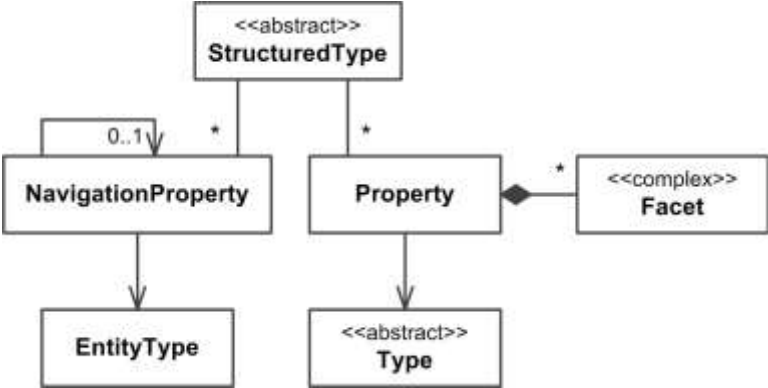 <<abstract>>
StructuredType
0..1
*
*
NavigationProperty
Property
*
<<complex>>
Facet
EntityType
<<abstract>>
Type